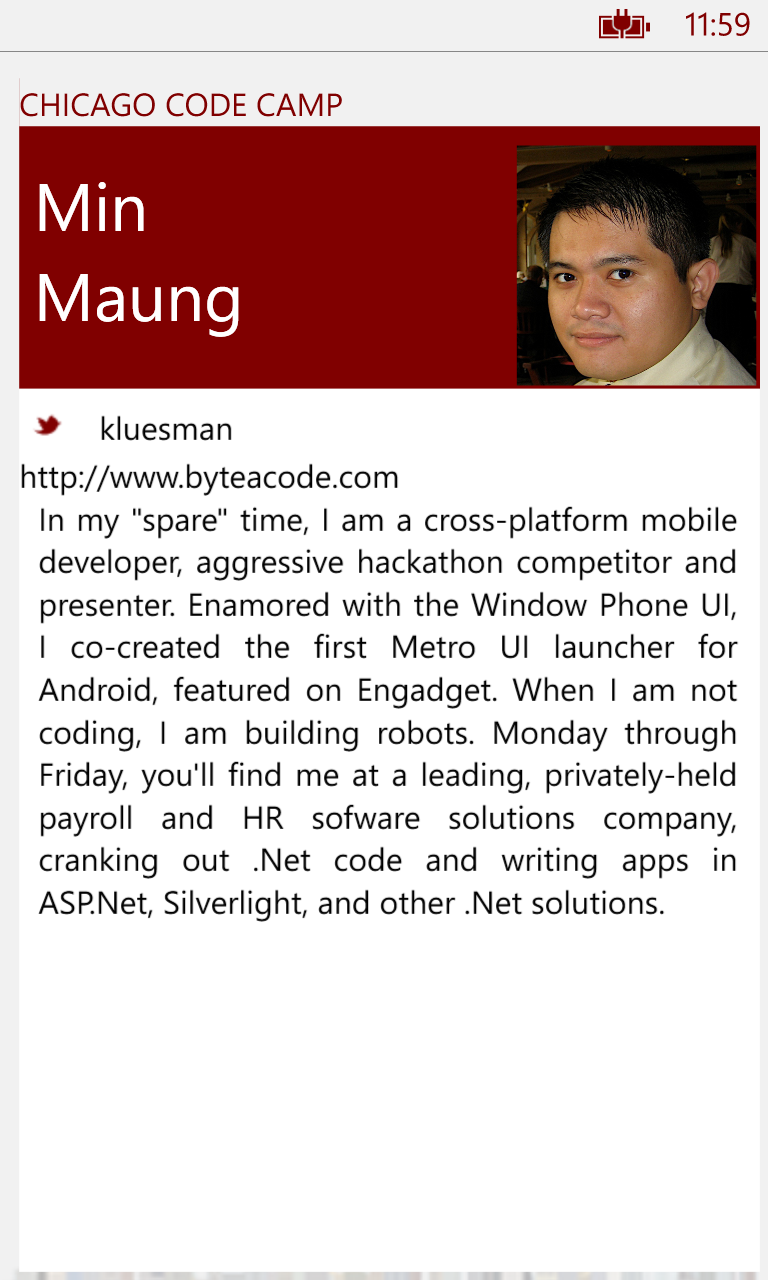 11:59
CHICAGO CODE CAMP
Min
Maung
kluesman
http://www.byteacode.com
In my "spare" time, I am a cross-platform mobile
developer, aggressive hackathon competitor and
presenter. Enamored with the Window Phone UI,
I co-created the first Metro UI launcher for
Android, featured on Engadget. When I am not
coding, I am building robots. Monday through
Friday, you'll find me at a leading, privately-held
payroll and HR sofware solutions company,
cranking out .Net code and writing apps in
ASP.Net, Silverlight, and other .Net solutions.